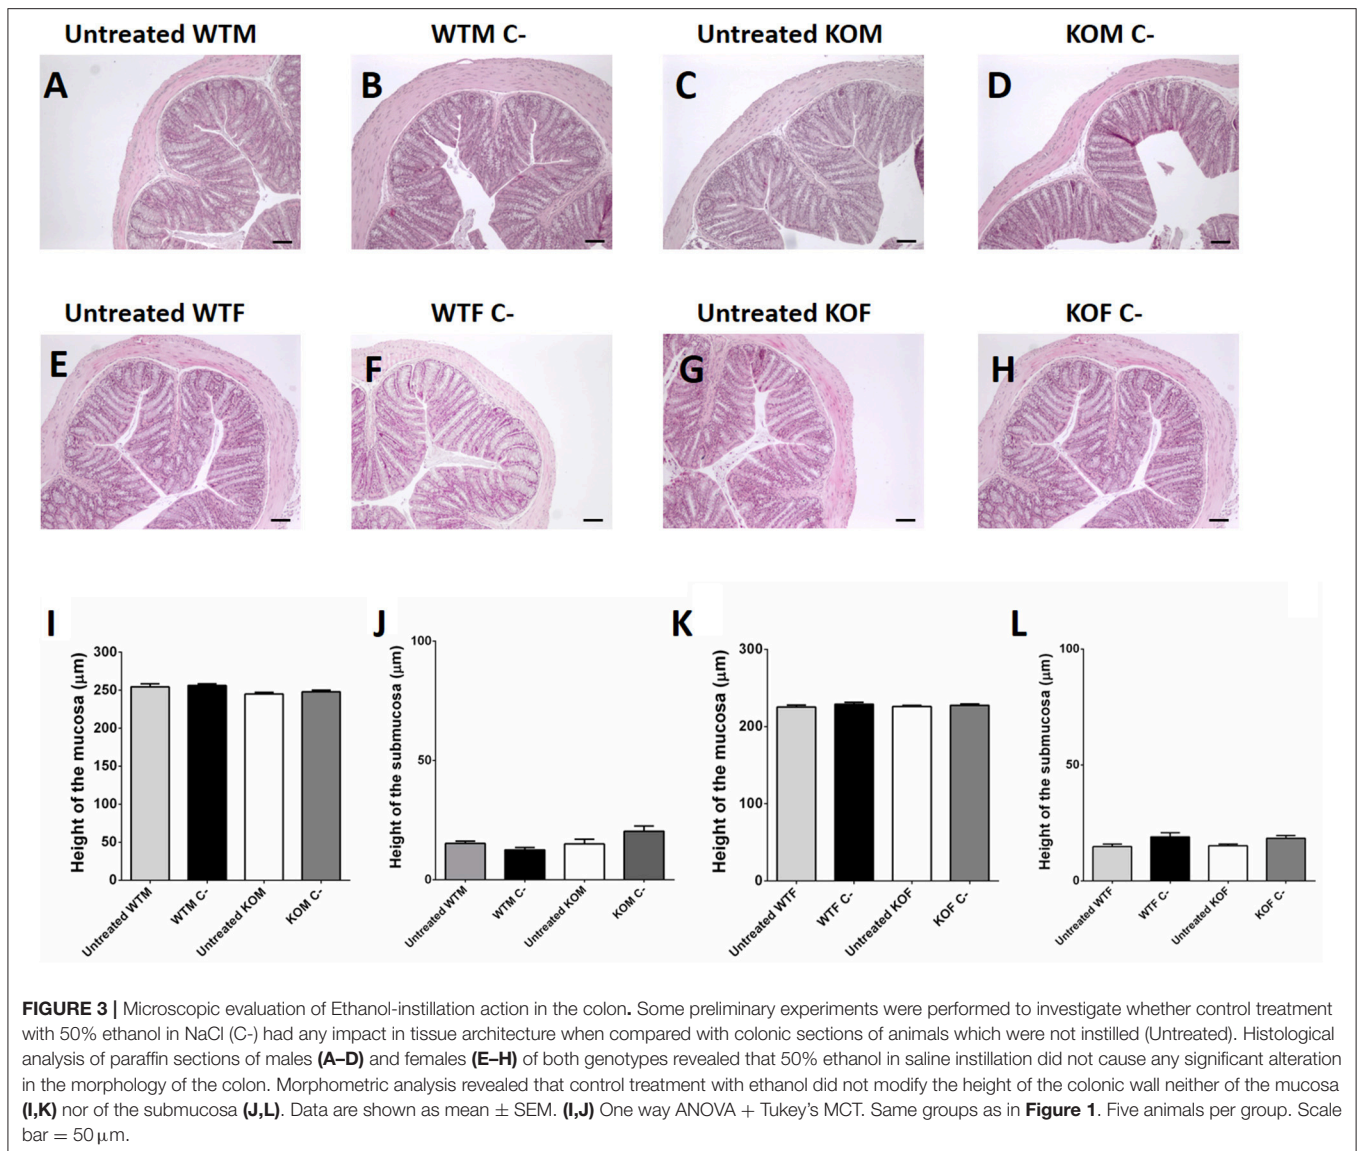 Untreated WTM WTM C- Untreated KOM KOM C-
A B C D
Untreated WTF WTF C- Untreated KOF KOF C-
E F G H
I
Height of the mucosa (μm)
300
250
200
150
100
50
0
Untreated WTM
WTM C-
Untreated KOM
KOM C-
J
Height of the submucosa (μm)
100
50
0
Untreated WTM
WTM C-
Untreated KOM
KOM C-
K
Height of the mucosa (μm)
300
200
100
0
Untreated WTF
WTF C-
Untreated KOF
KOF C-
L
Height of the submucosa (μm)
100
50
0
Untreated WTF
WTF C-
Untreated KOF
KOF C-
FIGURE 3 | Microscopic evaluation of Ethanol-instillation action in the colon. Some preliminary experiments were performed to investigate whether control treatment
with 50% ethanol in NaCl (C-) had any impact in tissue architecture when compared with colonic sections of animals which were not instilled (Untreated). Histological
analysis of paraffin sections of males (A–D) and females (E–H) of both genotypes revealed that 50% ethanol in saline instillation did not cause any significant alteration
in the morphology of the colon. Morphometric analysis revealed that control treatment with ethanol did not modify the height of the colonic wall neither of the mucosa
(I,K) nor of the submucosa (J,L). Data are shown as mean ± SEM. (I,J) One way ANOVA + Tukey's MCT. Same groups as in Figure 1. Five animals per group. Scale
bar = 50 μm.